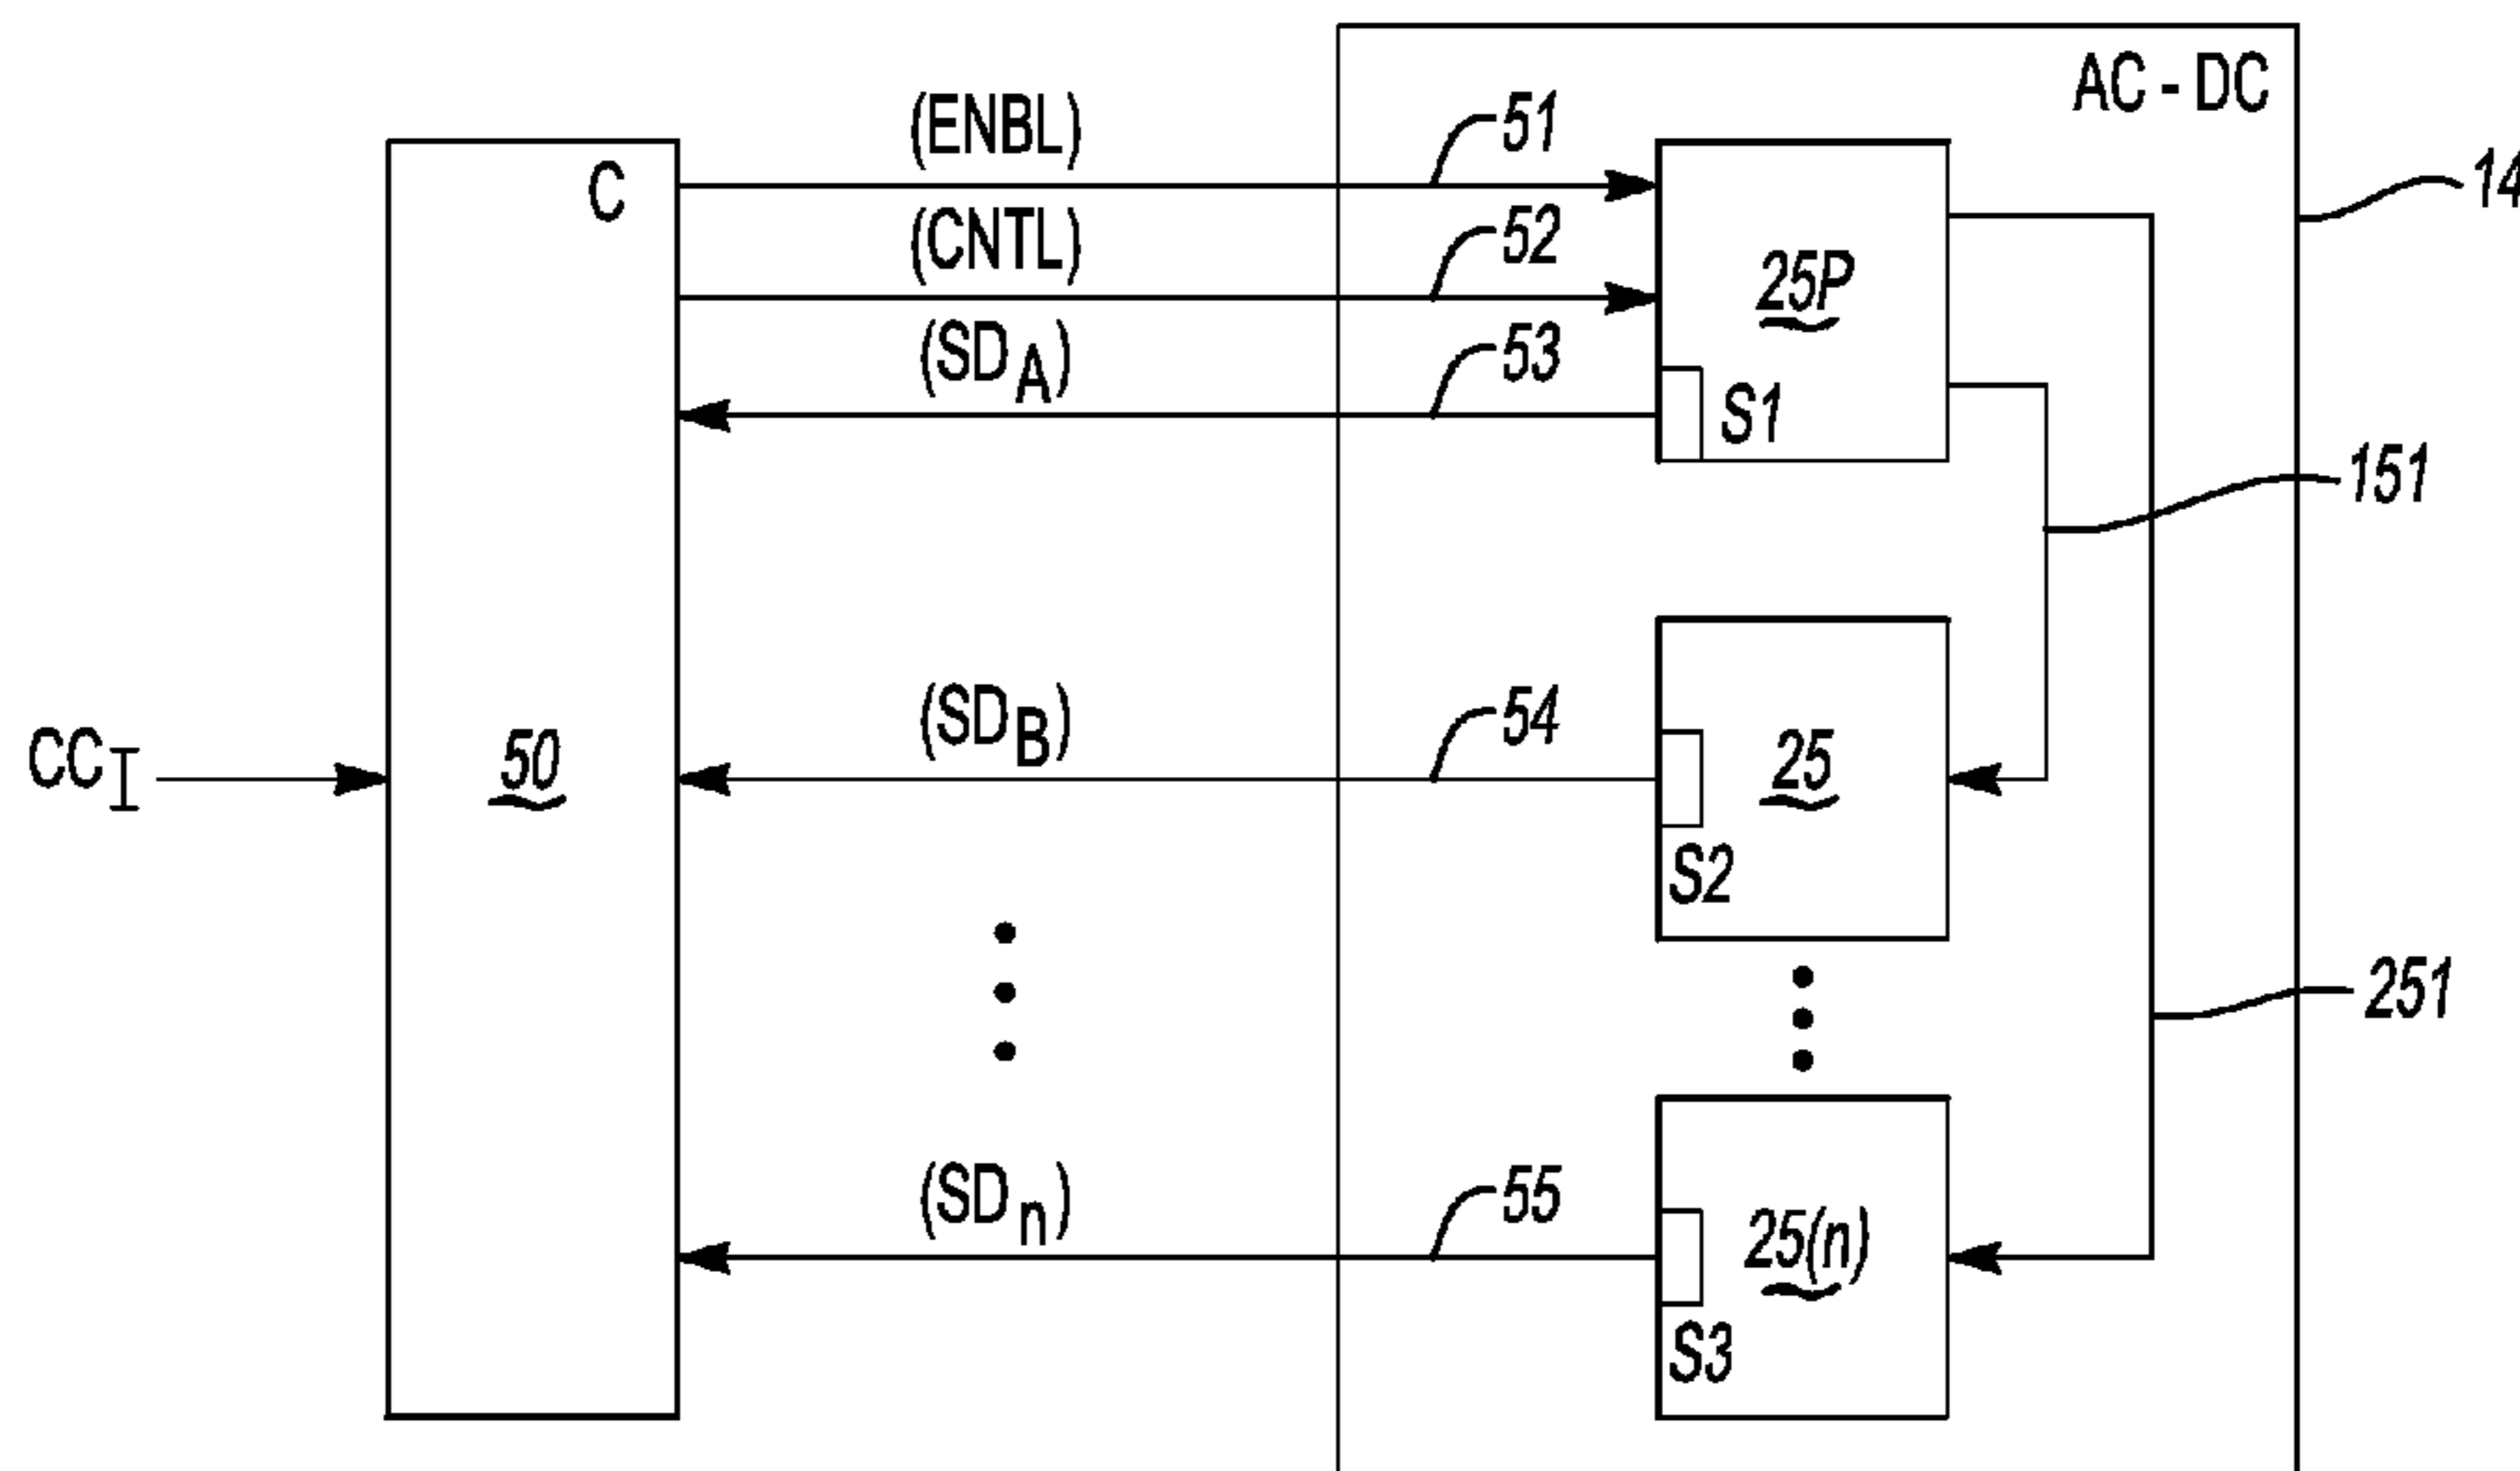 AC - DC
(ENBL)
51
C
14
(CNTL)
52
25P
(SDA)
53
S1
151
(SDB)
54
25
CCI
50
S2
251
(SDn)
55
25(n)
S3